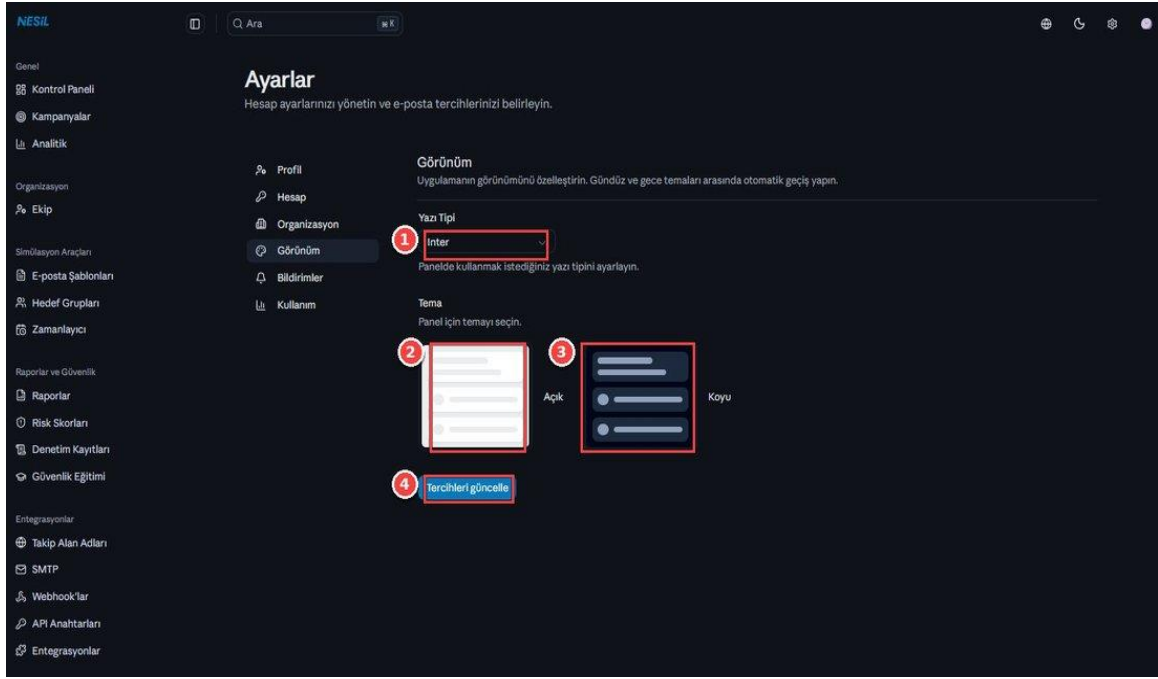 NESIL
Ara
⌘ K
Genel
Kontrol Paneli
Kampanyalar
Analitik
Organizasyon
Ekip
Simülasyon Araçları
E-posta Şablonları
Hedef Grupları
Zamanlayıcı
Raporlar ve Güvenlik
Raporlar
Risk Skorları
Denetim Kayıtları
Güvenlik Eğitimi
Entegrasyonlar
Takip Alan Adları
SMTP
Webhook'lar
API Anahtarları
Entegrasyonlar
Ayarlar
Hesap ayarlarınızı yönetin ve e-posta tercihlerinizi belirleyin.
Profil
Hesap
Organizasyon
Görünüm
Bildirimler
Kullanım
Görünüm
Uygulamanın görünümünü özelleştirin. Gündüz ve gece temaları arasında otomatik geçiş yapın.
Yazı Tipi
1 Inter
Panelde kullanmak istediğiniz yazı tipini ayarlayın.
Tema
Panel için temayı seçin.
2
Açık
3
Koyu
4 Tercihleri güncelle